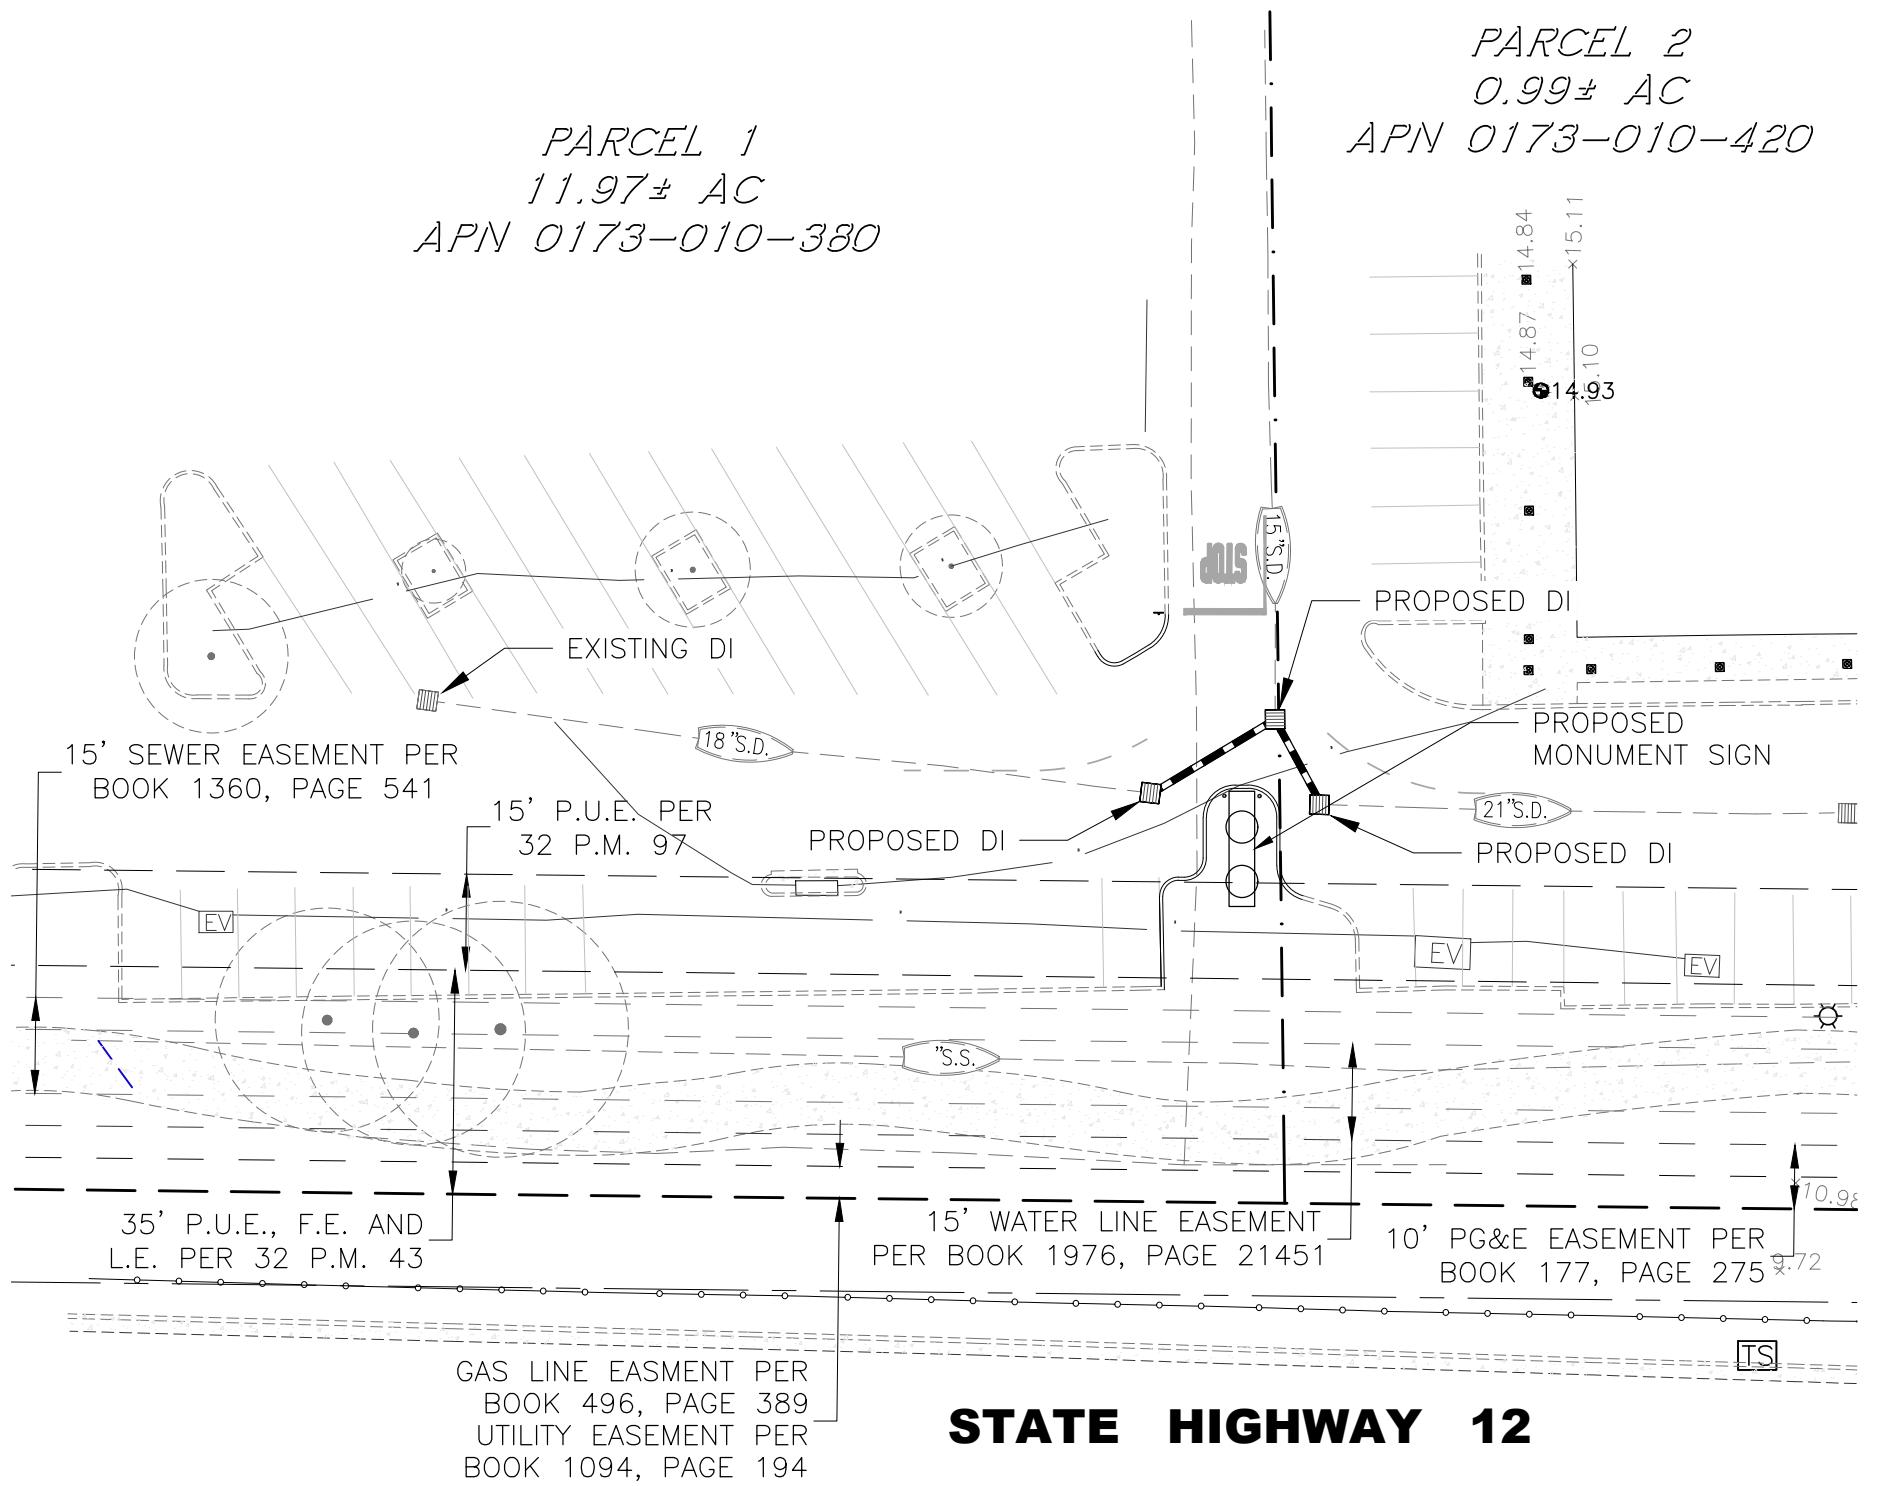 PARCEL 2
0.99± AC
APN 0173-010-420
PARCEL 1
11.97± AC
APN 0173-010-380
14.84
15.11
14.87
15.10
14.93
STOP
15"S.D.
PROPOSED DI
EXISTING DI
18"S.D.
PROPOSED
MONUMENT SIGN
15' SEWER EASEMENT PER
BOOK 1360, PAGE 541
15' P.U.E. PER
32 P.M. 97
21"S.D.
PROPOSED DI
PROPOSED DI
EV
EV
EV
"S.S.
10.98
35' P.U.E., F.E. AND
L.E. PER 32 P.M. 43
15' WATER LINE EASEMENT
PER BOOK 1976, PAGE 21451
10' PG&E EASEMENT PER
BOOK 177, PAGE 275
9.72
TS
GAS LINE EASMENT PER
BOOK 496, PAGE 389
UTILITY EASEMENT PER
BOOK 1094, PAGE 194
STATE HIGHWAY 12